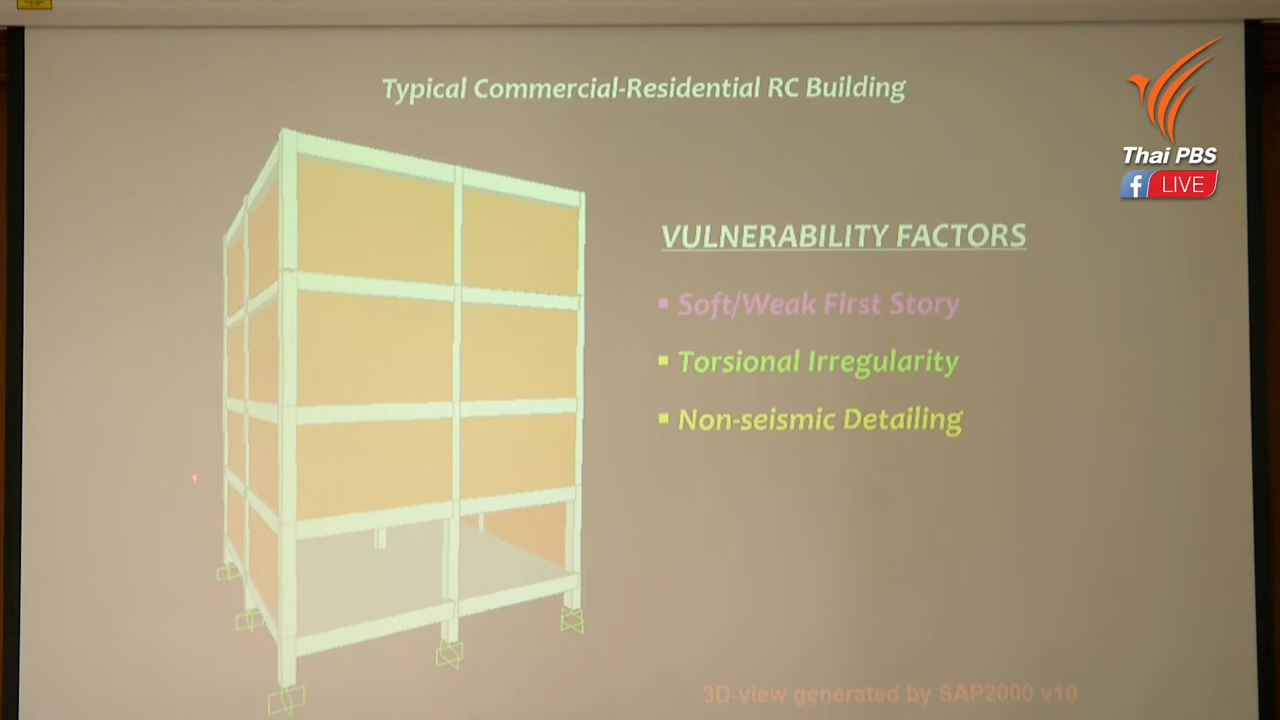 Typical Commercial-Residential RC Building
Thai PBS
f LIVE
VULNERABILITY FACTORS
▪ Soft/Weak First Story
▪ Torsional Irregularity
▪ Non-seismic Detailing
3D-view generated by SAP2000 v10